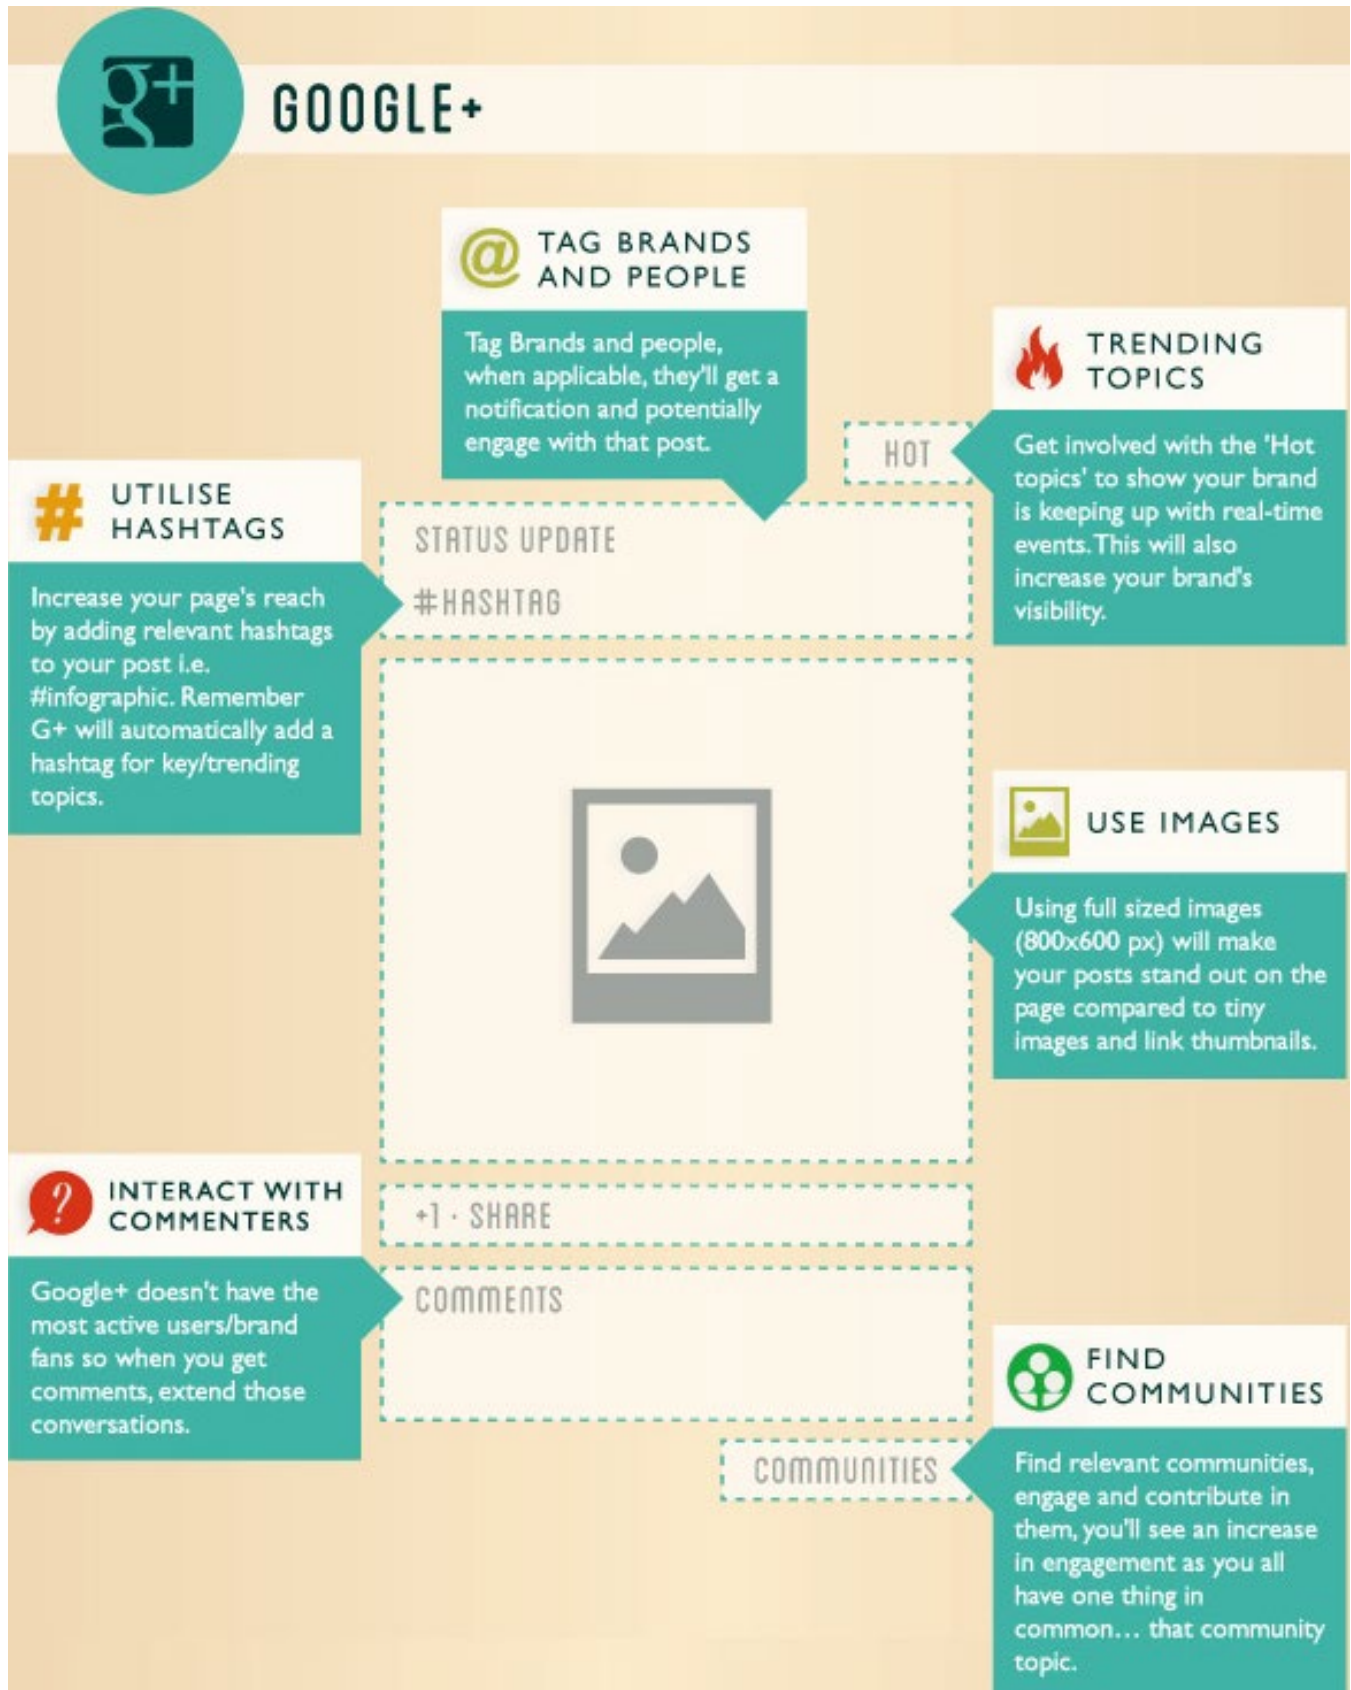 g+
GOOGLE+
@ TAG BRANDS
AND PEOPLE
Tag Brands and people,
when applicable, they'll get a
notification and potentially
engage with that post.
TRENDING
TOPICS
HOT
Get involved with the 'Hot
topics' to show your brand
is keeping up with real-time
events. This will also
increase your brand's
visibility.
# UTILISE
HASHTAGS
Increase your page's reach
by adding relevant hashtags
to your post i.e.
#infographic. Remember
G+ will automatically add a
hashtag for key/trending
topics.
STATUS UPDATE
#HASHTAG
USE IMAGES
Using full sized images
(800x600 px) will make
your posts stand out on the
page compared to tiny
images and link thumbnails.
? INTERACT WITH
COMMENTERS
Google+ doesn't have the
most active users/brand
fans so when you get
comments, extend those
conversations.
+1 · SHARE
COMMENTS
FIND
COMMUNITIES
COMMUNITIES
Find relevant communities,
engage and contribute in
them, you'll see an increase
in engagement as you all
have one thing in
common... that community
topic.